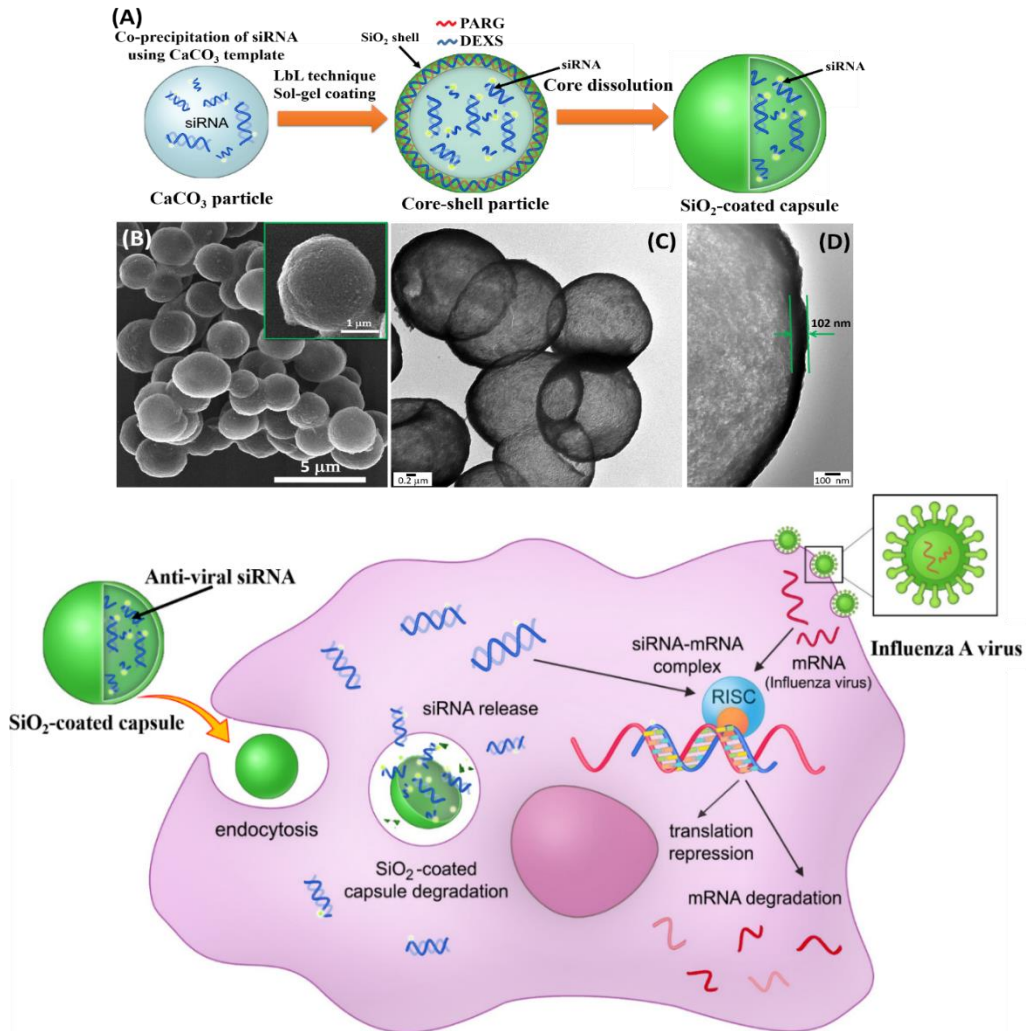 (A)
Co-precipitation of siRNA
using CaCO₃ template
siRNA
CaCO₃ particle
LbL technique
Sol-gel coating
SiO₂ shell
PARG
DEXS
siRNA
Core-shell particle
Core dissolution
siRNA
SiO₂-coated capsule
(B)
1 µm
5 µm
(C)
0.2 µm
(D)
102 nm
100 nm
Anti-viral siRNA
SiO₂-coated capsule
endocytosis
siRNA release
SiO₂-coated
capsule degradation
siRNA-mRNA
complex
RISC
mRNA
(Influenza virus)
Influenza A virus
translation
repression
mRNA degradation